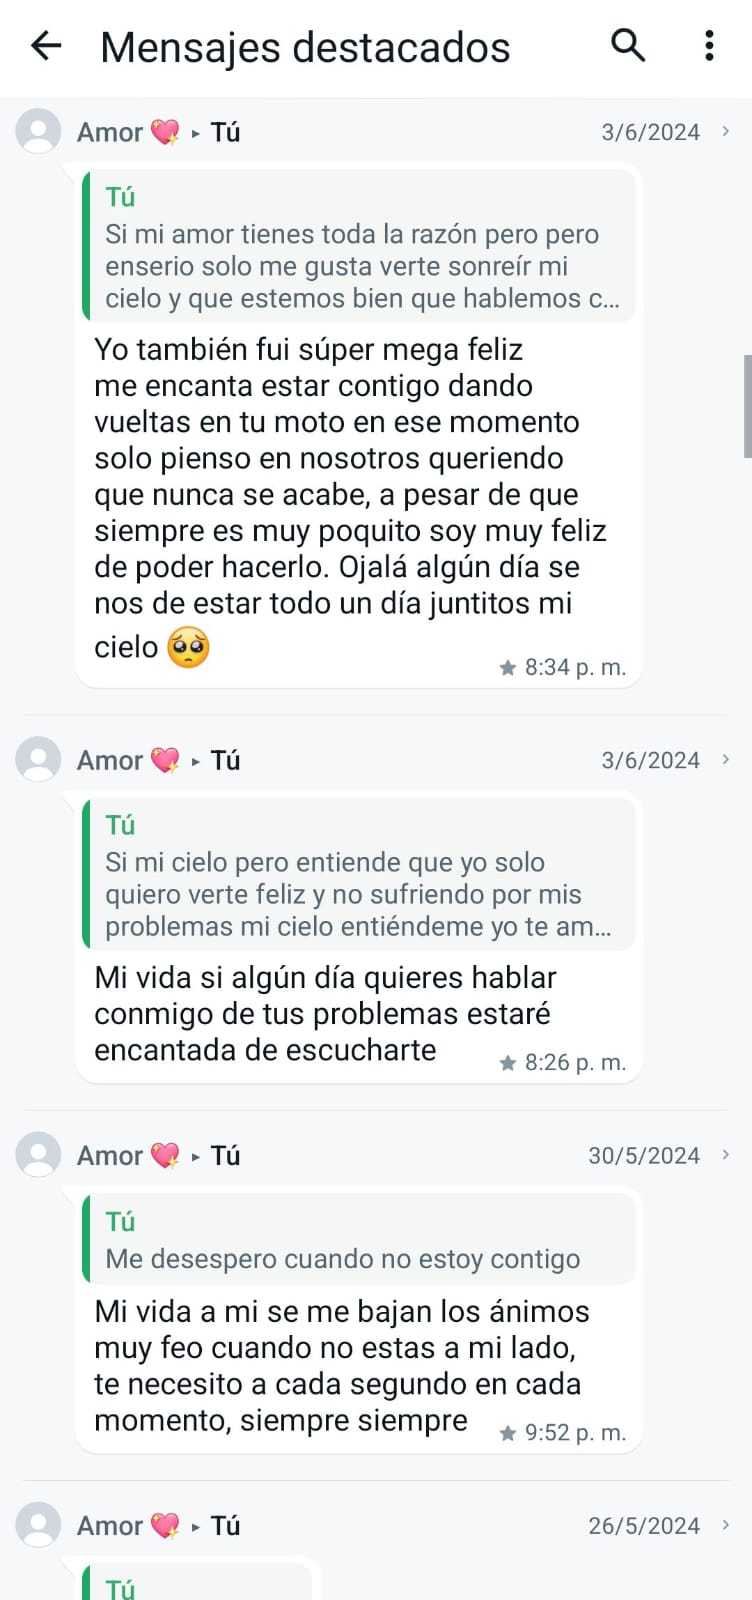 Mensajes destacados
Amor 💖 ▸ Tú 3/6/2024
Tú
Si mi amor tienes toda la razón pero pero
enserio solo me gusta verte sonreír mi
cielo y que estemos bien que hablemos c...
Yo también fui súper mega feliz
me encanta estar contigo dando
vueltas en tu moto en ese momento
solo pienso en nosotros queriendo
que nunca se acabe, a pesar de que
siempre es muy poquito soy muy feliz
de poder hacerlo. Ojalá algún día se
nos de estar todo un día juntitos mi
cielo 🥺
★ 8:34 p. m.
Amor 💖 ▸ Tú 3/6/2024
Tú
Si mi cielo pero entiende que yo solo
quiero verte feliz y no sufriendo por mis
problemas mi cielo entiéndeme yo te am...
Mi vida si algún día quieres hablar
conmigo de tus problemas estaré
encantada de escucharte
★ 8:26 p. m.
Amor 💖 ▸ Tú 30/5/2024
Tú
Me desespero cuando no estoy contigo
Mi vida a mi se me bajan los ánimos
muy feo cuando no estas a mi lado,
te necesito a cada segundo en cada
momento, siempre siempre
★ 9:52 p. m.
Amor 💖 ▸ Tú 26/5/2024
Tú